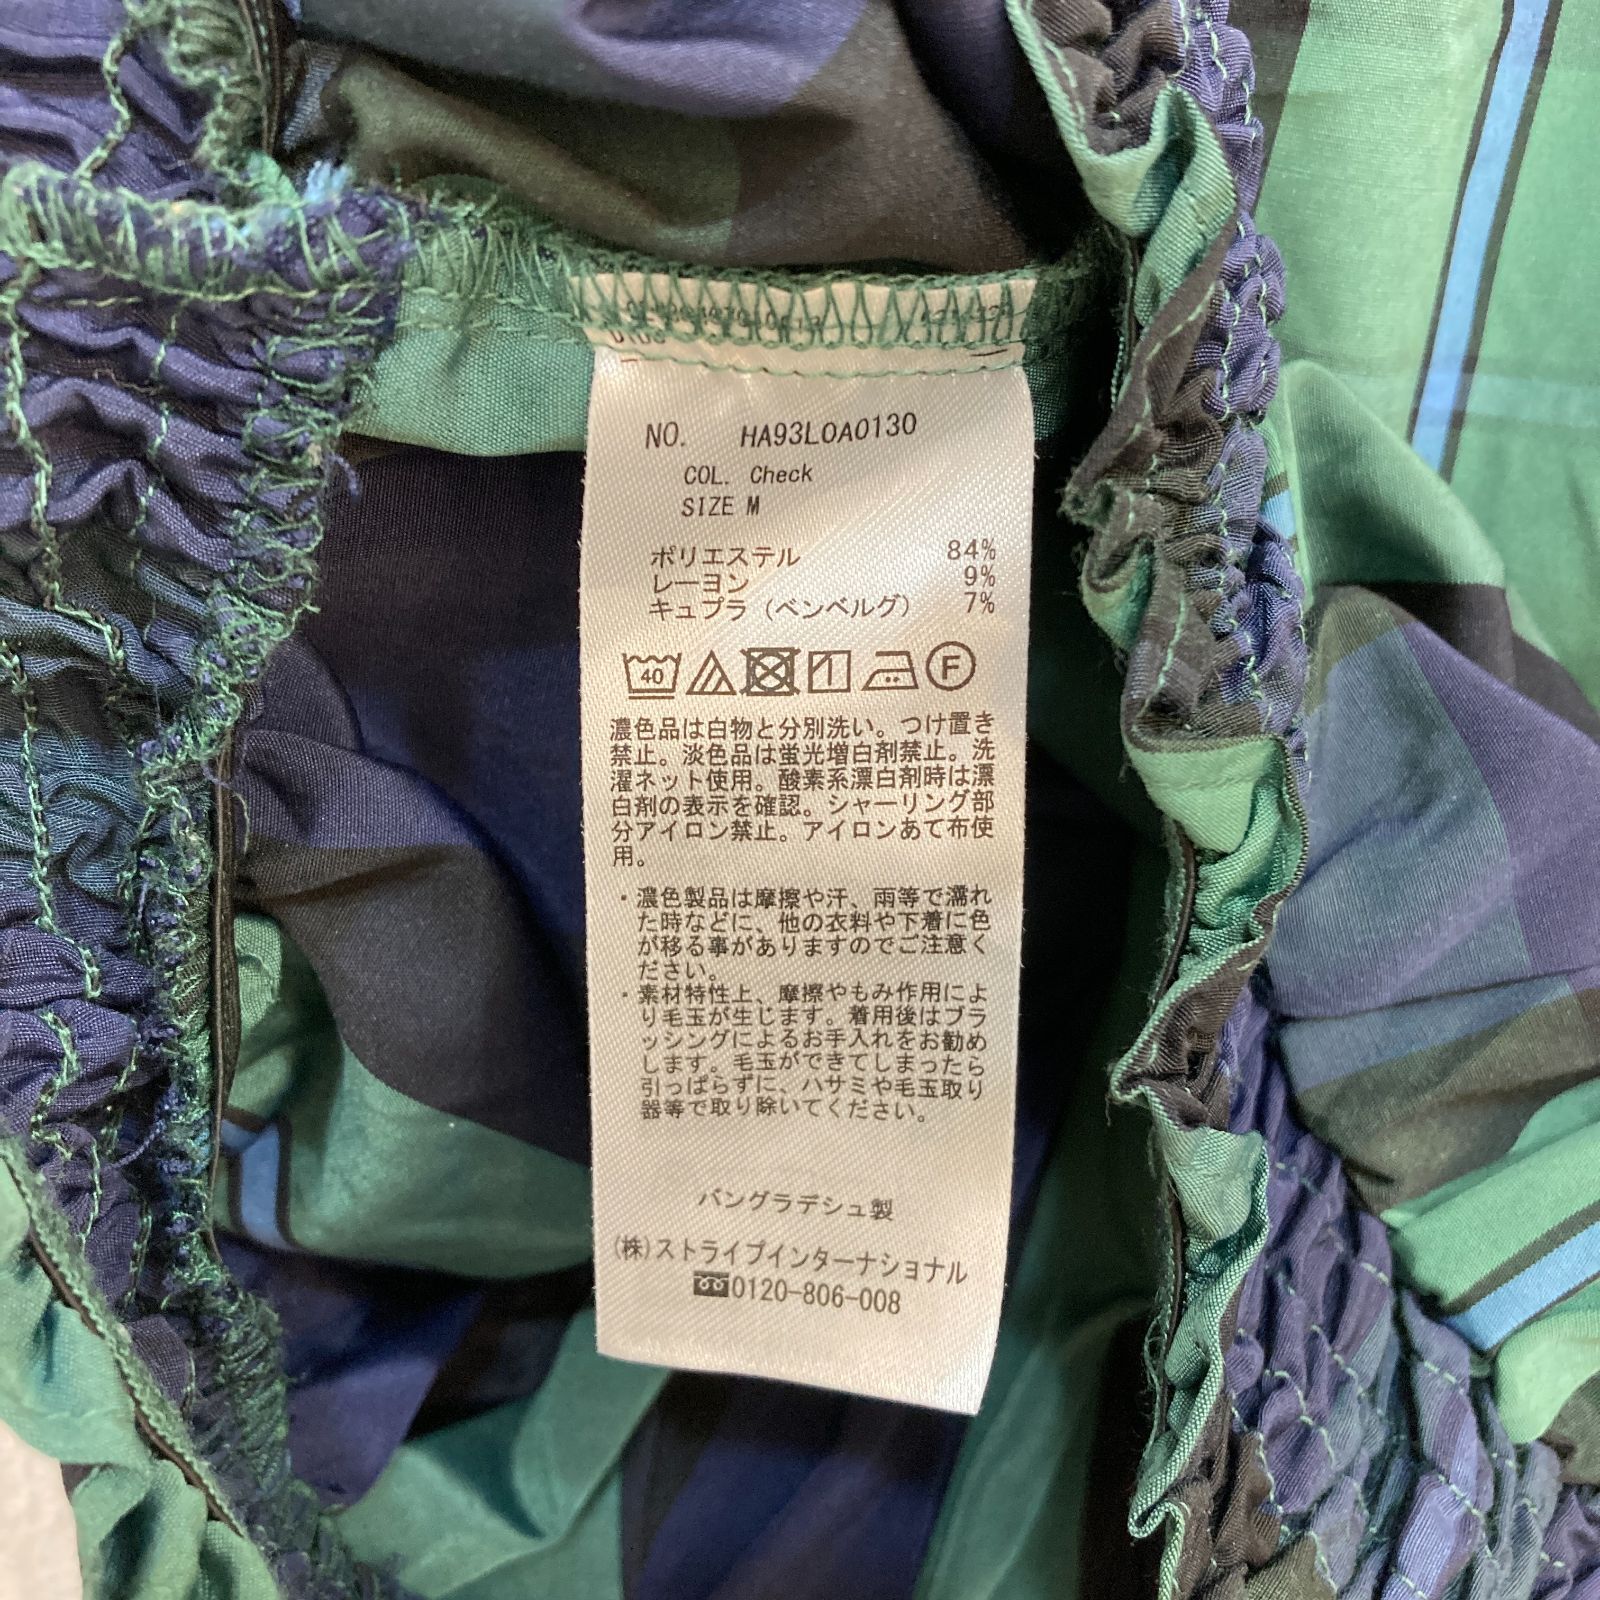 NO. HA93L0A0130
COL. Check
SIZE M
ポリエステル 84%
レーヨン 9%
キュプラ（ベンベルグ） 7%
40 F
濃色品は白物と分別洗い。つけ置き
禁止。淡色品は蛍光増白剤禁止。洗
濯ネット使用。酸素系漂白剤時は漂
白剤の表示を確認。シャーリング部
分アイロン禁止。アイロンあて布使
用。
・濃色製品は摩擦や汗、雨等で濡れ
た時などに、他の衣料や下着に色
が移る事がありますのでご注意く
ださい。
・素材特性上、摩擦やもみ作用によ
り毛玉が生じます。着用後はブラ
ッシングによるお手入れをお勧め
します。毛玉ができてしまったら
引っぱらずに、ハサミや毛玉取り
器等で取り除いてください。
バングラデシュ製
(株)ストライプインターナショナル
0120-806-008